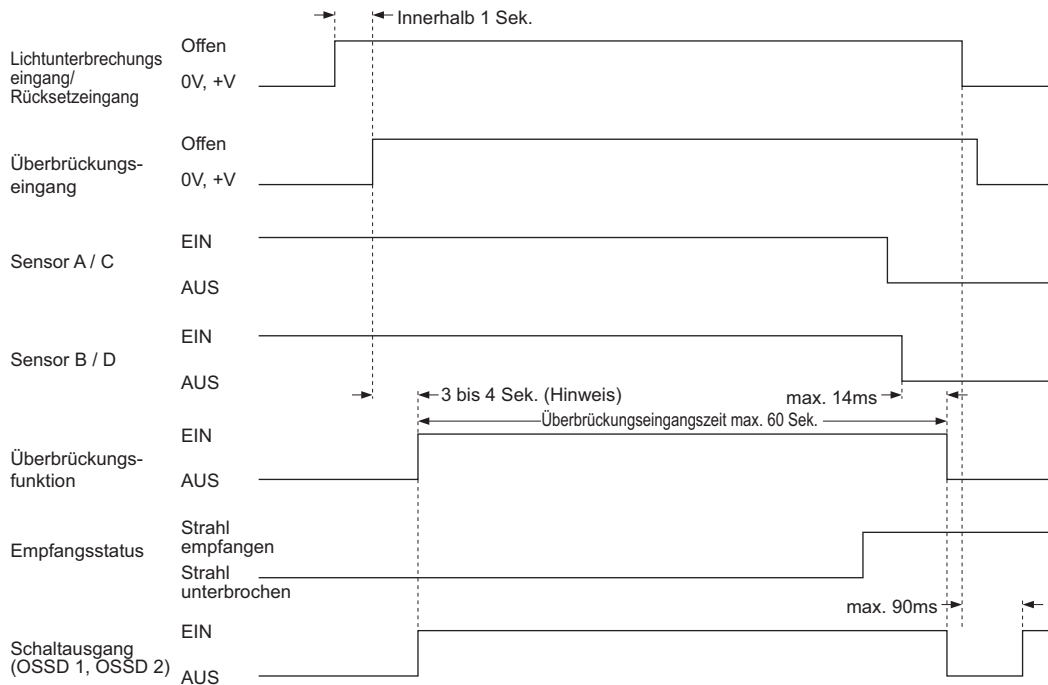 Innerhalb 1 Sek.
Lichtunterbrechungs
eingang/
Rücksetzeingang
Offen
0V, +V
Überbrückungs-
eingang
Offen
0V, +V
Sensor A / C
EIN
AUS
Sensor B / D
EIN
AUS
3 bis 4 Sek. (Hinweis)
max. 14ms
Überbrückungseingangszeit max. 60 Sek.
Überbrückungs-
funktion
EIN
AUS
Empfangsstatus
Strahl
empfangen
Strahl
unterbrochen
max. 90ms
Schaltausgang
(OSSD 1, OSSD 2)
EIN
AUS